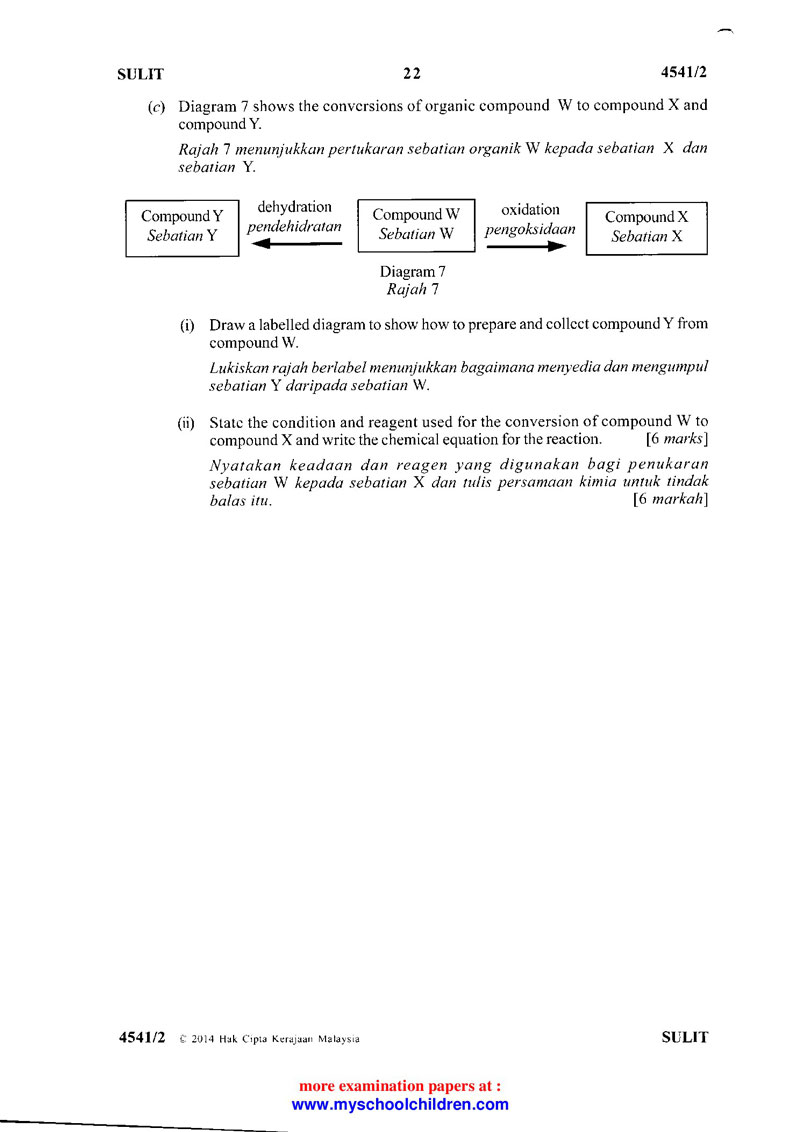 SULIT 22 4541/2
(c) Diagram 7 shows the conversions of organic compound W to compound X and
compound Y.
Rajah 7 menunjukkan pertukaran sebatian organik W kepada sebatian X dan
sebatian Y.
Compound Y
Sebatian Y
dehydration
pendehidratan
Compound W
Sebatian W
oxidation
pengoksidaan
Compound X
Sebatian X
Diagram 7
Rajah 7
(i) Draw a labelled diagram to show how to prepare and collect compound Y from
compound W.
Lukiskan rajah berlabel menunjukkan bagaimana menyedia dan mengumpul
sebatian Y daripada sebatian W.
(ii) State the condition and reagent used for the conversion of compound W to
compound X and write the chemical equation for the reaction. [6 marks]
Nyatakan keadaan dan reagen yang digunakan bagi penukaran
sebatian W kepada sebatian X dan tulis persamaan kimia untuk tindak
balas itu. [6 markah]
4541/2 © 2014 Hak Cipta Kerajaan Malaysia SULIT
more examination papers at :
www.myschoolchildren.com